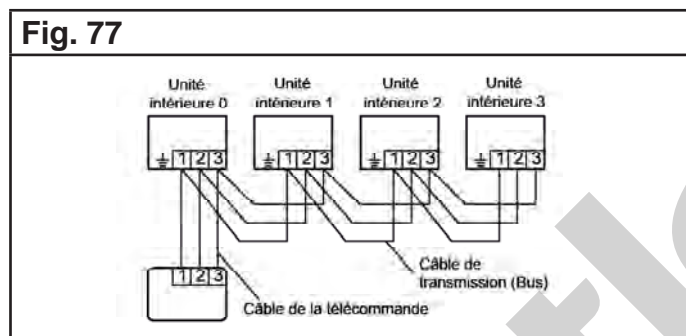 Fig. 77
Unité intérieure 0
Unité intérieure 1
Unité intérieure 2
Unité intérieure 3
1 2 3
1 2 3
1 2 3
1 2 3
1 2 3
Câble de transmission (Bus)
Câble de la télécommande